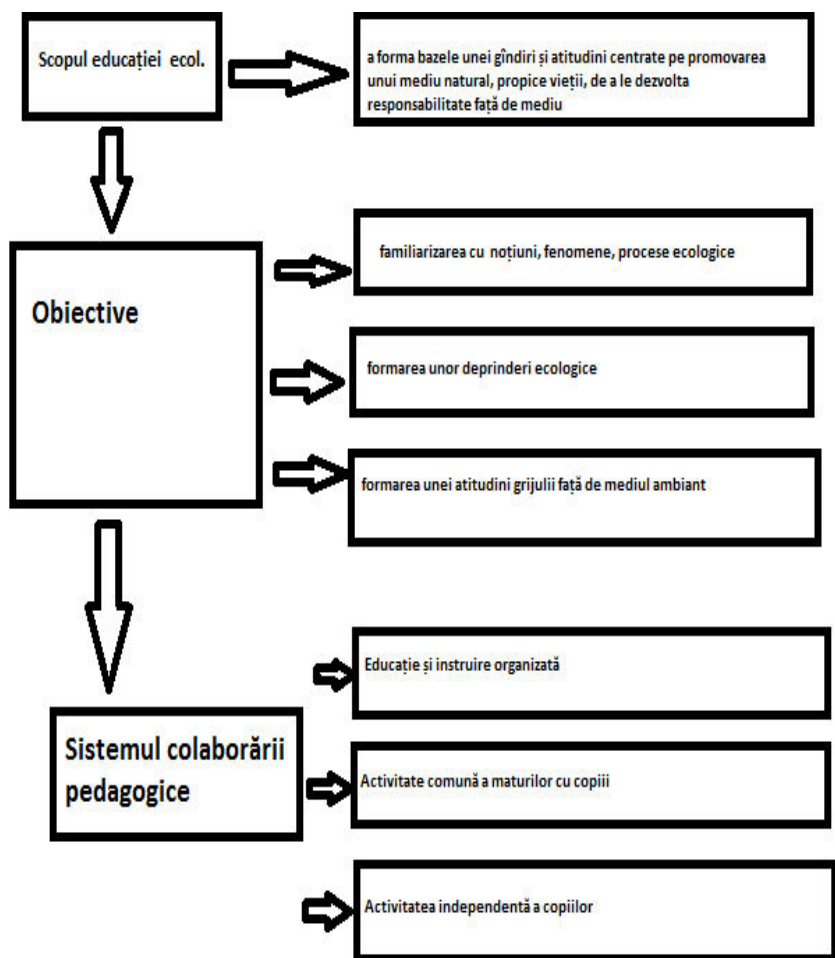 Scopul educației ecol.
a forma bazele unei gîndiri și atitudini centrate pe promovarea
unui mediu natural, propice vieții, de a le dezvolta
responsabilitate față de mediu
Obiective
familiarizarea cu noțiuni, fenomene, procese ecologice
formarea unor deprinderi ecologice
formarea unei atitudini grijulii față de mediul ambiant
Sistemul colaborării
pedagogice
Educație și instruire organizată
Activitate comună a maturilor cu copiii
Activitatea independentă a copiilor